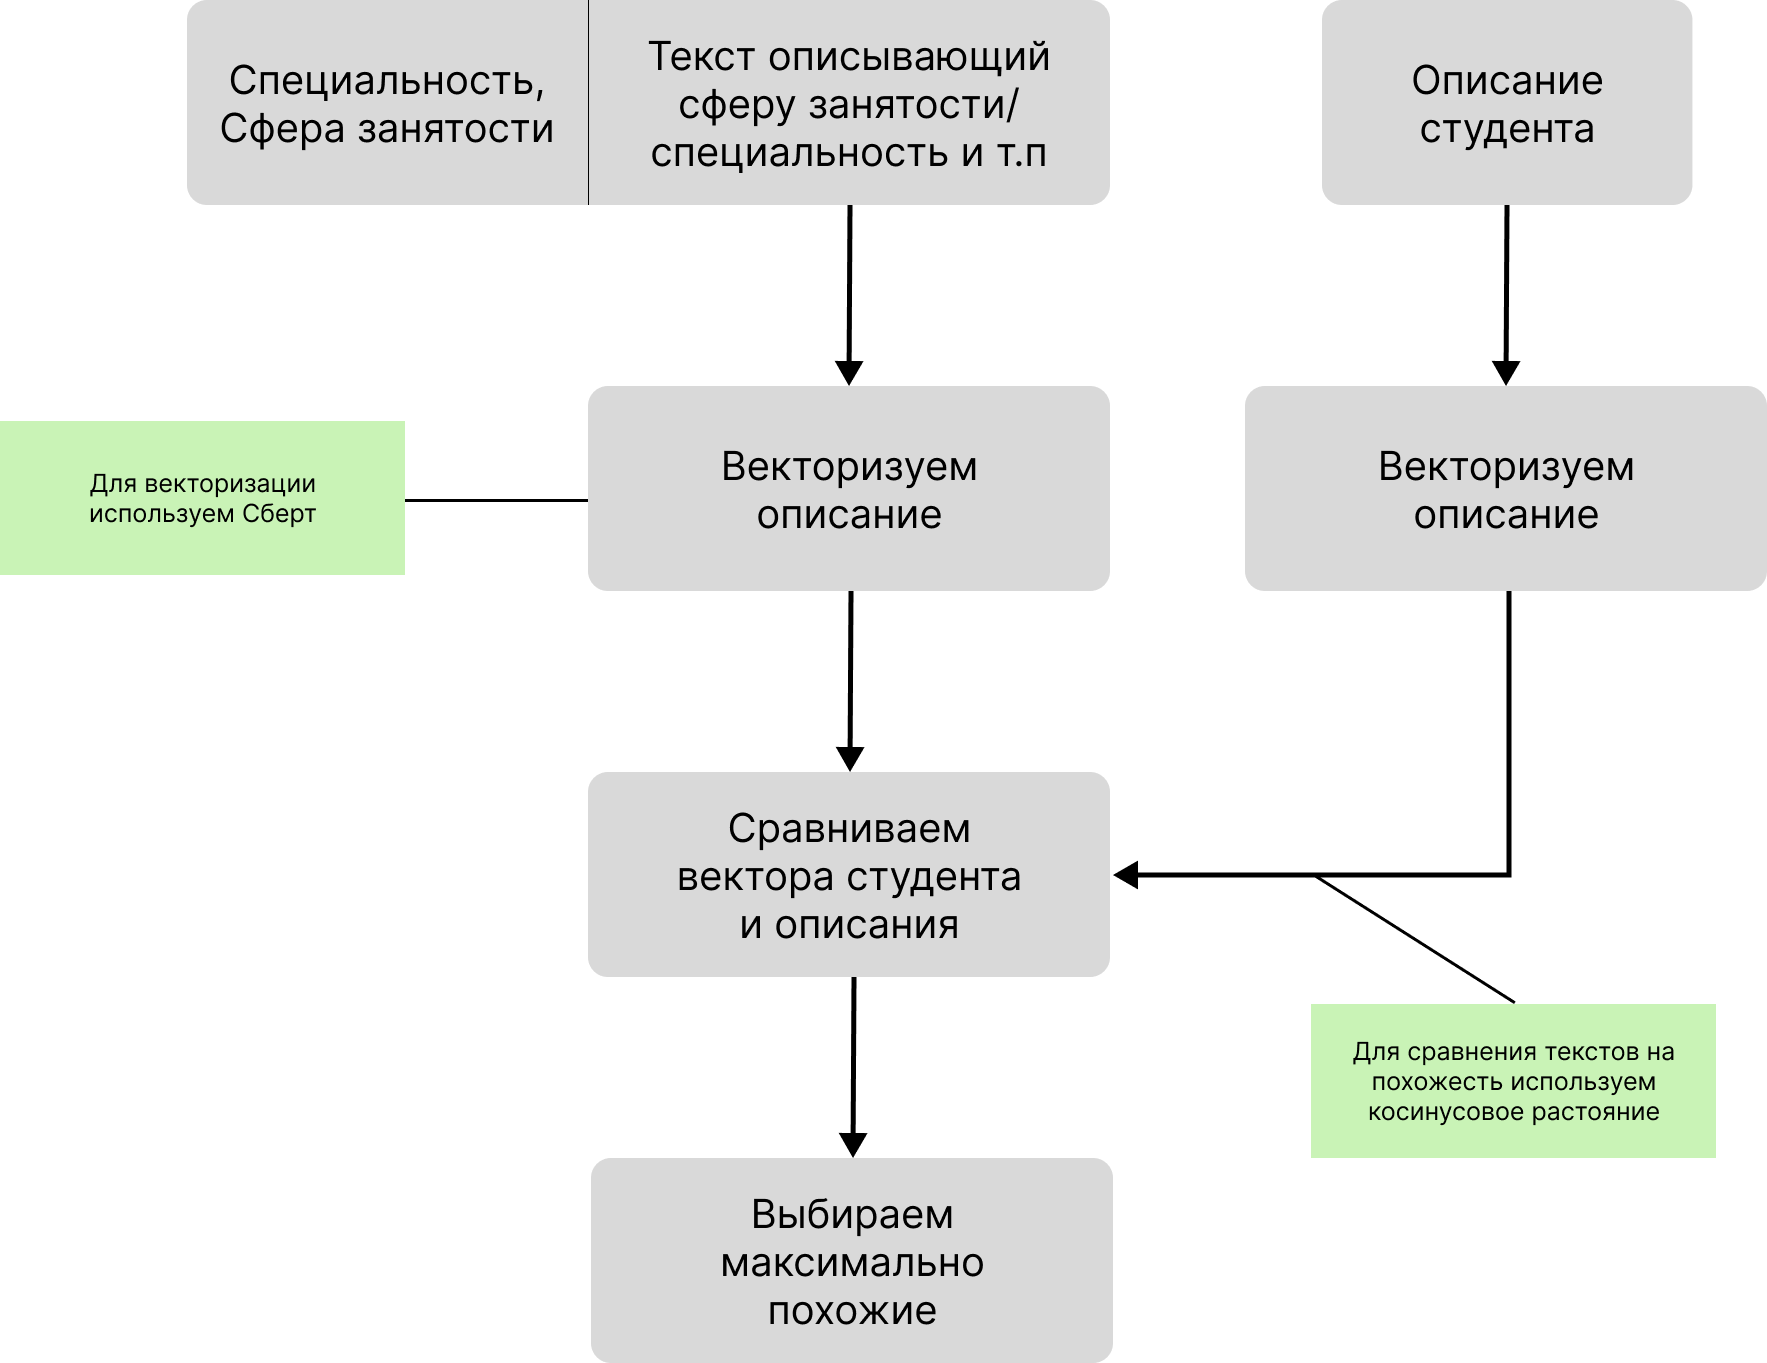 Специальность,
Сфера занятости
Текст описывающий
сферу занятости/
специальность и т.п
Описание
студента
Для векторизации
используем Сберт
Векторизуем
описание
Векторизуем
описание
Сравниваем
вектора студента
и описания
Для сравнения текстов на
похожесть используем
косинусовое растояние
Выбираем
максимально
похожие